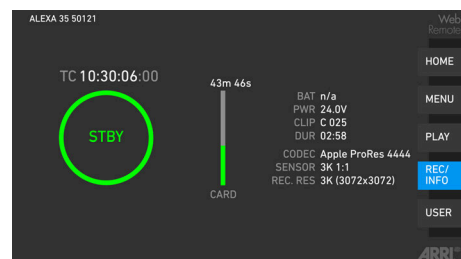 ALEXA 35 50121
Web
Remote
TC 10:30:06:00
43m 46s
HOME
BAT n/a
PWR 24.0V
CLIP C 025
DUR 02:58
MENU
STBY
PLAY
CODEC Apple ProRes 4444
SENSOR 3K 1:1
REC. RES 3K (3072x3072)
REC/
INFO
CARD
USER
ARRI